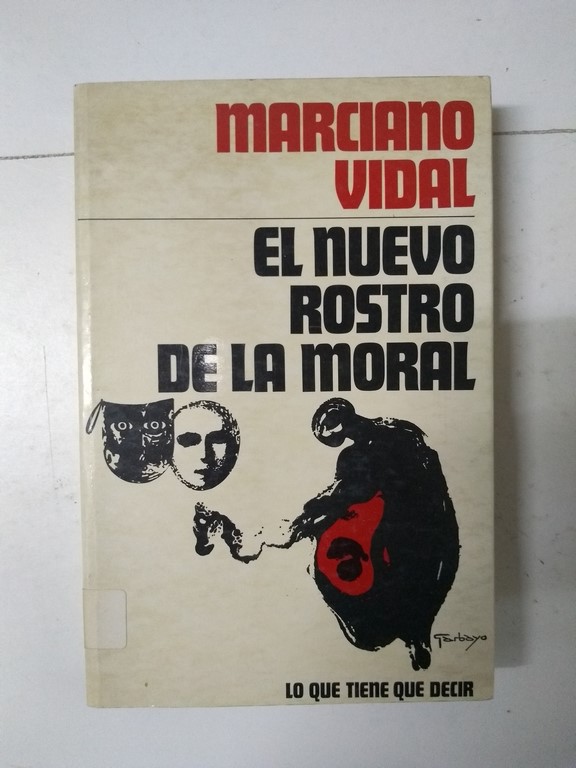 MARCIANO
VIDAL
EL NUEVO
ROSTRO
DE LA MORAL
Garbayo
LO QUE TIENE QUE DECIR